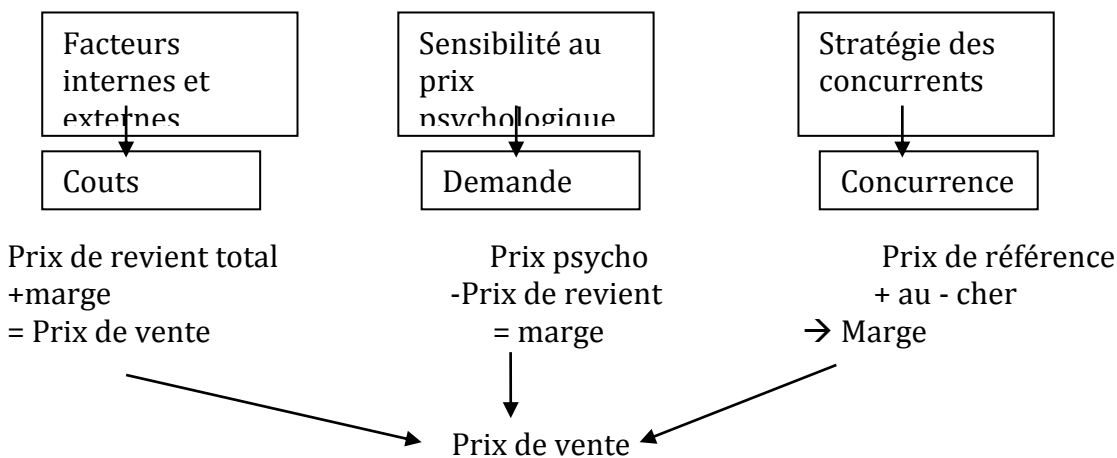 Facteurs
internes et
externes
Sensibilité au
prix
psychologique
Stratégie des
concurrents
Couts
Demande
Concurrence
Prix de revient total
+marge
= Prix de vente
Prix psycho
-Prix de revient
= marge
Prix de référence
+ au - cher
→ Marge
Prix de vente